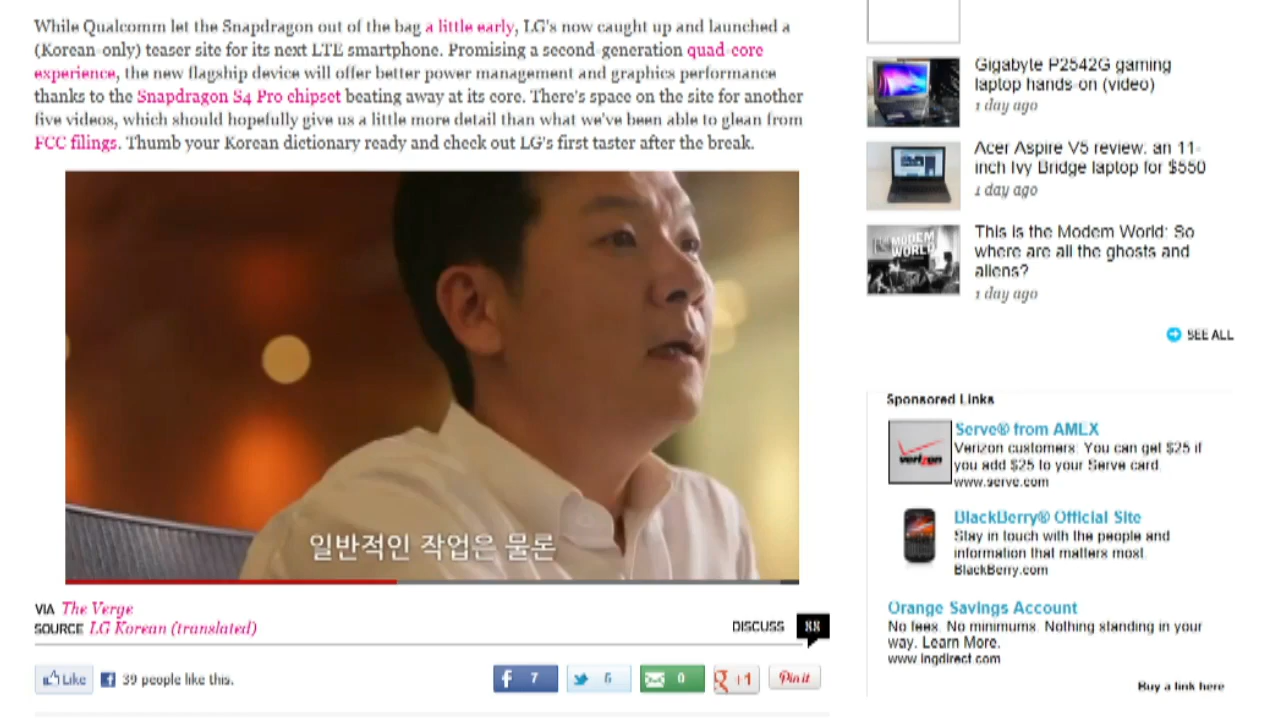 While Qualcomm let the Snapdragon out of the bag a little early, LG's now caught up and launched a
(Korean-only) teaser site for its next LTE smartphone. Promising a second-generation quad-core
experience, the new flagship device will offer better power management and graphics performance
thanks to the Snapdragon S4 Pro chipset beating away at its core. There's space on the site for another
five videos, which should hopefully give us a little more detail than what we've been able to glean from
FCC filings. Thumb your Korean dictionary ready and check out LG's first taster after the break.
일반적인 작업은 물론
VIA The Verge
SOURCE LG Korean (translated)
DISCUSS 88
Like 39 people like this.
f 7
6
0
g +1
Pin it
Gigabyte P2542G gaming
laptop hands-on (video)
1 day ago
Acer Aspire V5 review: an 11-
inch Ivy Bridge laptop for $550
1 day ago
MODEM
WORLD
This is the Modem World: So
where are all the ghosts and
aliens?
1 day ago
SEE ALL
Sponsored Links
verizon
Serve® from AMEX
Verizon customers: You can get $25 if
you add $25 to your Serve card.
www.serve.com
BlackBerry® Official Site
Stay in touch with the people and
information that matters most.
BlackBerry.com
Orange Savings Account
No fees. No minimums. Nothing standing in your
way. Learn More.
www.ingdirect.com
Buy a link here